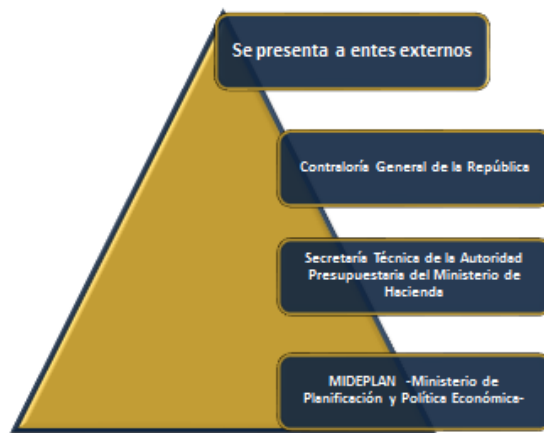 Se presenta a entes externos
Contraloría General de la República
Secretaría Técnica de la Autoridad
Presupuestaria del Ministerio de
Hacienda
MIDEPLAN -Ministerio de
Planificación y Política Económica-